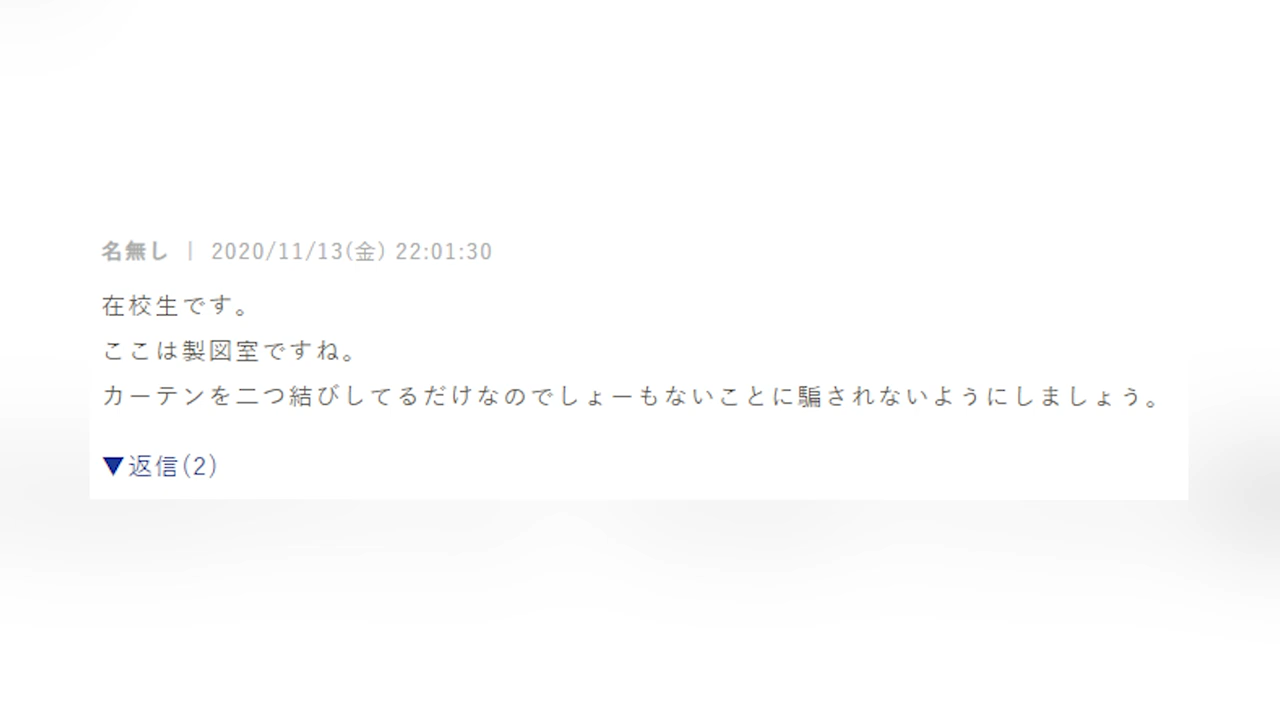 名無し | 2020/11/13(金) 22:01:30
在校生です。
ここは製図室ですね。
カーテンを二つ結びしてるだけなのでしょーもないことに騙されないようにしましょう。
▼返信(2)